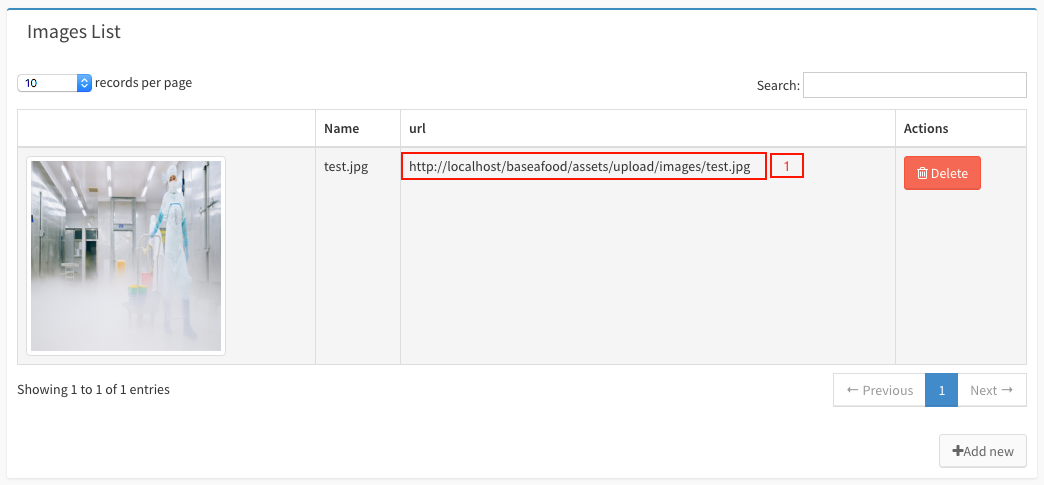 Images List
10 records per page
Search:
Name url Actions
test.jpg http://localhost/baseafood/assets/upload/images/test.jpg 1 Delete
Showing 1 to 1 of 1 entries
← Previous 1 Next →
+Add new